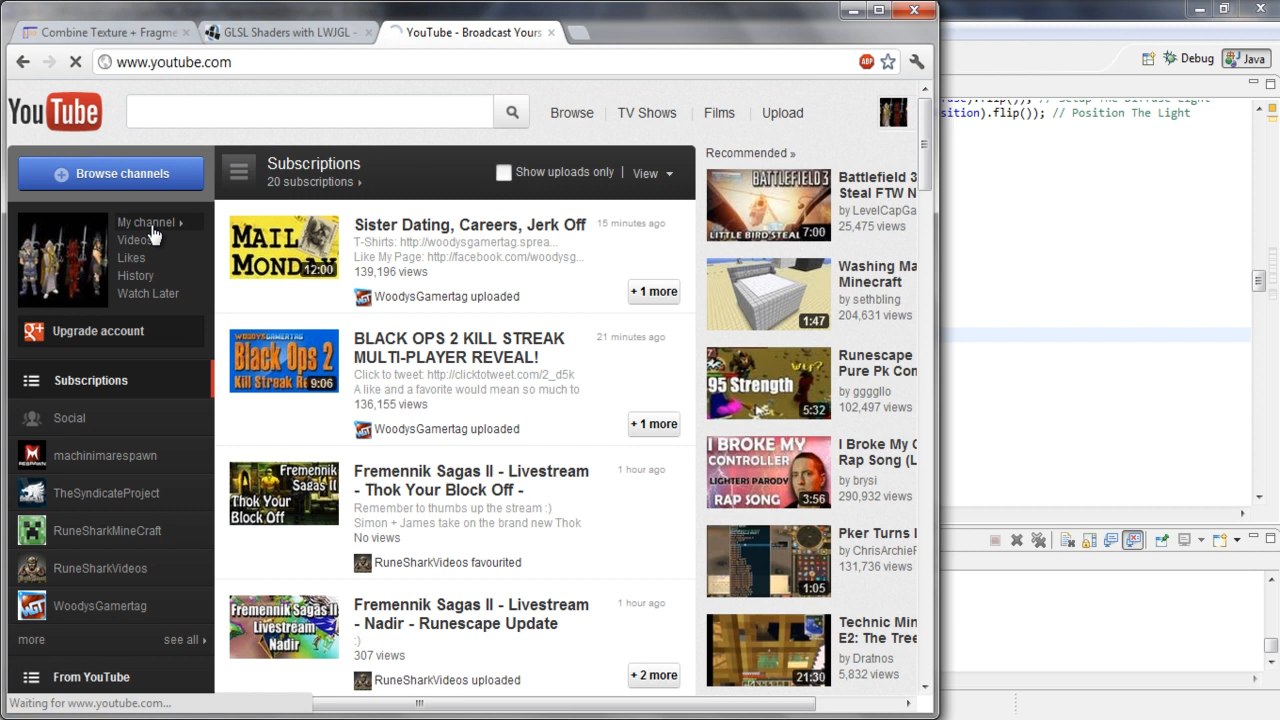 Combine Texture + Fragme
GLSL Shaders with LWJGL -
YouTube - Broadcast Yours
www.youtube.com
ABP
Debug
Java
.flip()); // Position The Light
YouTube
Browse
TV Shows
Films
Upload
Browse channels
My channel
Videos
Likes
History
Watch Later
Upgrade account
Subscriptions
Social
machinimarespawn
TheSyndicateProject
RuneSharkMineCraft
RuneSharkVideos
WoodysGamertag
more
see all
From YouTube
Waiting for www.youtube.com...
Subscriptions
20 subscriptions
Show uploads only
View
MAIL MONDAY
12:00
Sister Dating, Careers, Jerk Off
15 minutes ago
T-Shirts: http://woodysgamertag.sprea...
Like My Page: http://facebook.com/woodysg...
139,196 views
WoodysGamertag uploaded
+ 1 more
WOODYSGAMERTAG
Black Ops 2
Kill Streak
9:06
BLACK OPS 2 KILL STREAK
MULTI-PLAYER REVEAL!
21 minutes ago
Click to tweet: http://clicktotweet.com/2_d5k
A like and a favorite would mean so much to
136,155 views
WoodysGamertag uploaded
+ 1 more
Fremennik
Sagas II
Thok Your
Block Off
Fremennik Sagas II - Livestream
- Thok Your Block Off -
1 hour ago
Remember to thumbs up the stream :)
Simon + James take on the brand new Thok
No views
RuneSharkVideos favourited
Fremennik Sagas II
Livestream
Nadir
Fremennik Sagas II - Livestream
- Nadir - Runescape Update
1 hour ago
:)
307 views
RuneSharkVideos uploaded
+ 2 more
Recommended »
BATTLEFIELD 3
LITTLE BIRD STEAL
7:00
Battlefield 3
Steal FTW
by LevelCapGa
25,475 views
1:47
Washing Ma
Minecraft
by sethbling
204,631 views
95 Strength
5:32
Runescape
Pure Pk Con
by ggggllo
102,497 views
I BROKE MY
CONTROLLER
LIGHTERS PARODY
RAP SONG
3:56
I Broke My C
Rap Song (L
by brysi
290,932 views
1:05
Pker Turns
by ChrisArchieF
131,736 views
21:30
Technic Min
E2: The Tree
by Dratnos
5,832 views